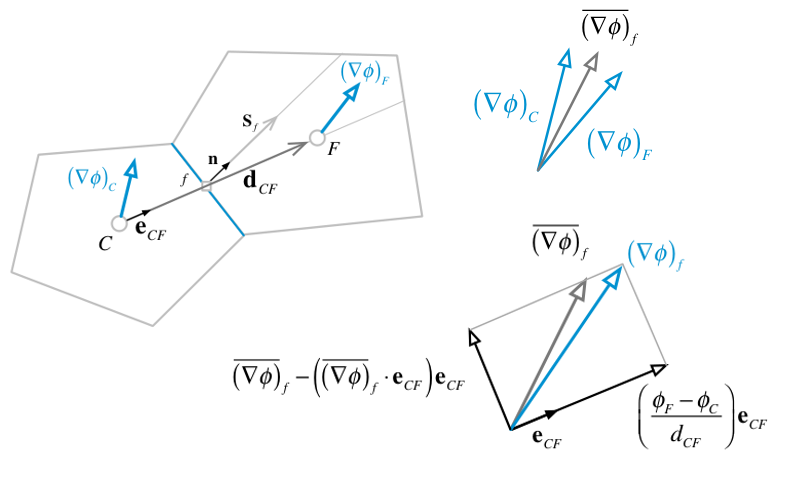 $\overline{(\nabla\phi)}_f$
$(\nabla\phi)_F$
$(\nabla\phi)_C$
$\mathbf{s}_f$
$\mathbf{n}$
$F$
$(\nabla\phi)_F$
$(\nabla\phi)_C$
$f$
$\mathbf{d}_{CF}$
$\mathbf{e}_{CF}$
$C$
$\overline{(\nabla\phi)}_f$
$(\nabla\phi)_f$
$\overline{(\nabla\phi)}_f - \left(\overline{(\nabla\phi)}_f \cdot \mathbf{e}_{CF}\right)\mathbf{e}_{CF}$
$\left(\frac{\phi_F - \phi_C}{d_{CF}}\right)\mathbf{e}_{CF}$
$\mathbf{e}_{CF}$